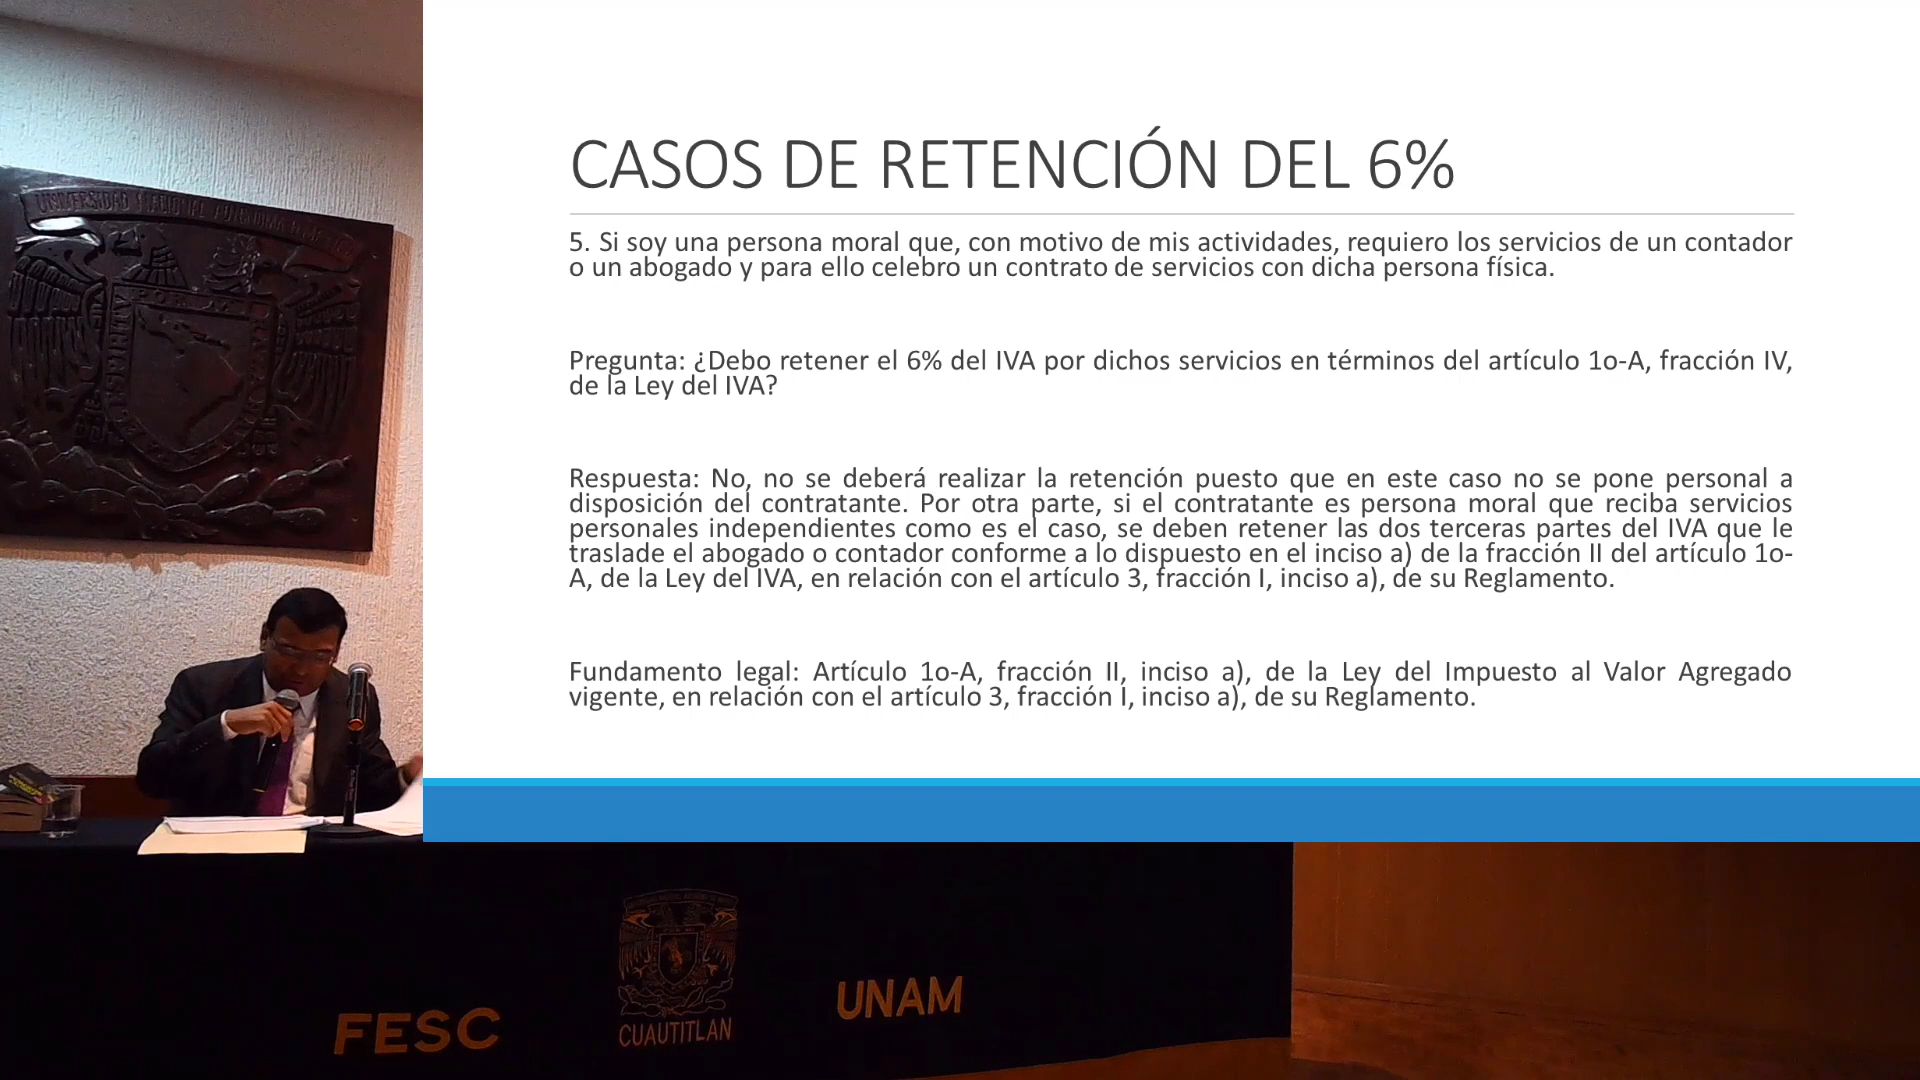 CASOS DE RETENCIÓN DEL 6%
5. Si soy una persona moral que, con motivo de mis actividades, requiero los servicios de un contador
o un abogado y para ello celebro un contrato de servicios con dicha persona física.
Pregunta: ¿Debo retener el 6% del IVA por dichos servicios en términos del artículo 1o-A, fracción IV,
de la Ley del IVA?
Respuesta: No, no se deberá realizar la retención puesto que en este caso no se pone personal a
disposición del contratante. Por otra parte, si el contratante es persona moral que reciba servicios
personales independientes como es el caso, se deben retener las dos terceras partes del IVA que le
traslade el abogado o contador conforme a lo dispuesto en el inciso a) de la fracción II del artículo 1o-
A, de la Ley del IVA, en relación con el artículo 3, fracción I, inciso a), de su Reglamento.
Fundamento legal: Artículo 1o-A, fracción II, inciso a), de la Ley del Impuesto al Valor Agregado
vigente, en relación con el artículo 3, fracción I, inciso a), de su Reglamento.
FESC
CUAUTITLAN
UNAM